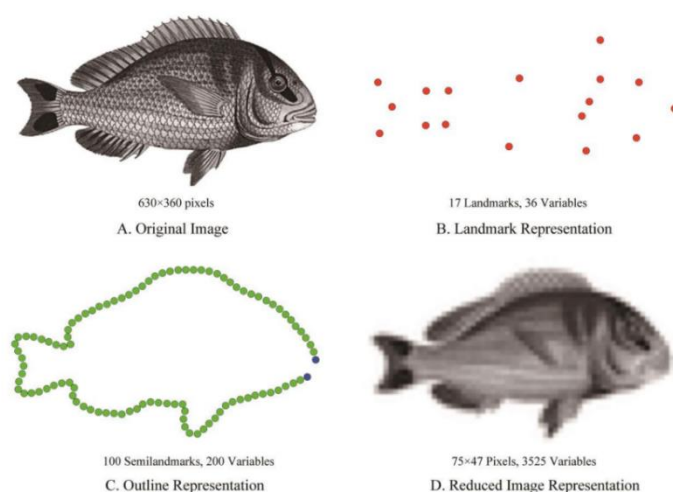 630×360 pixels
A. Original Image
17 Landmarks, 36 Variables
B. Landmark Representation
100 Semilandmarks, 200 Variables
C. Outline Representation
75×47 Pixels, 3525 Variables
D. Reduced Image Representation